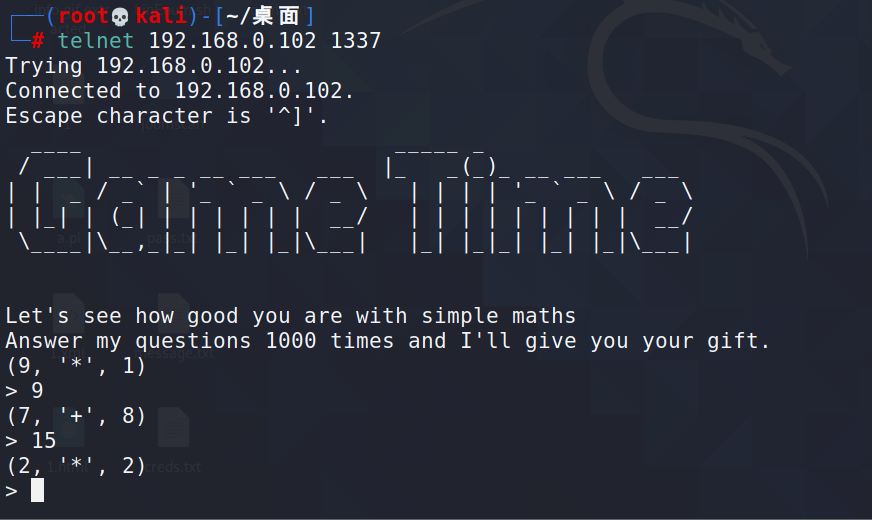 ┌──(root💀kali)-[~/桌面]
└─# telnet 192.168.0.102 1337
Trying 192.168.0.102...
Connected to 192.168.0.102.
Escape character is '^]'.
Game Time
Let's see how good you are with simple maths
Answer my questions 1000 times and I'll give you your gift.
(9, '*', 1)
> 9
(7, '+', 8)
> 15
(2, '*', 2)
>
creds.txt